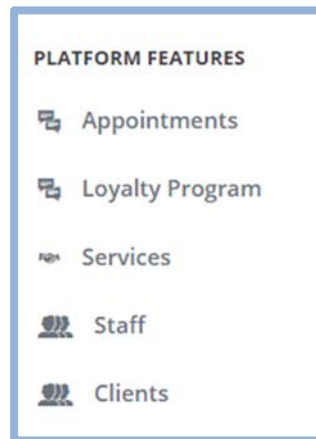 PLATFORM FEATURES
Appointments
Loyalty Program
Services
Staff
Clients